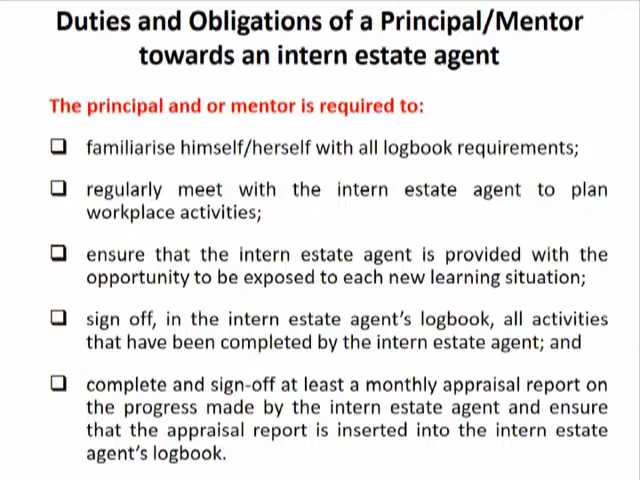 Duties and Obligations of a Principal/Mentor
towards an intern estate agent
The principal and or mentor is required to:
❑ familiarise himself/herself with all logbook requirements;
❑ regularly meet with the intern estate agent to plan
workplace activities;
❑ ensure that the intern estate agent is provided with the
opportunity to be exposed to each new learning situation;
❑ sign off, in the intern estate agent's logbook, all activities
that have been completed by the intern estate agent; and
❑ complete and sign-off at least a monthly appraisal report on
the progress made by the intern estate agent and ensure
that the appraisal report is inserted into the intern estate
agent's logbook.